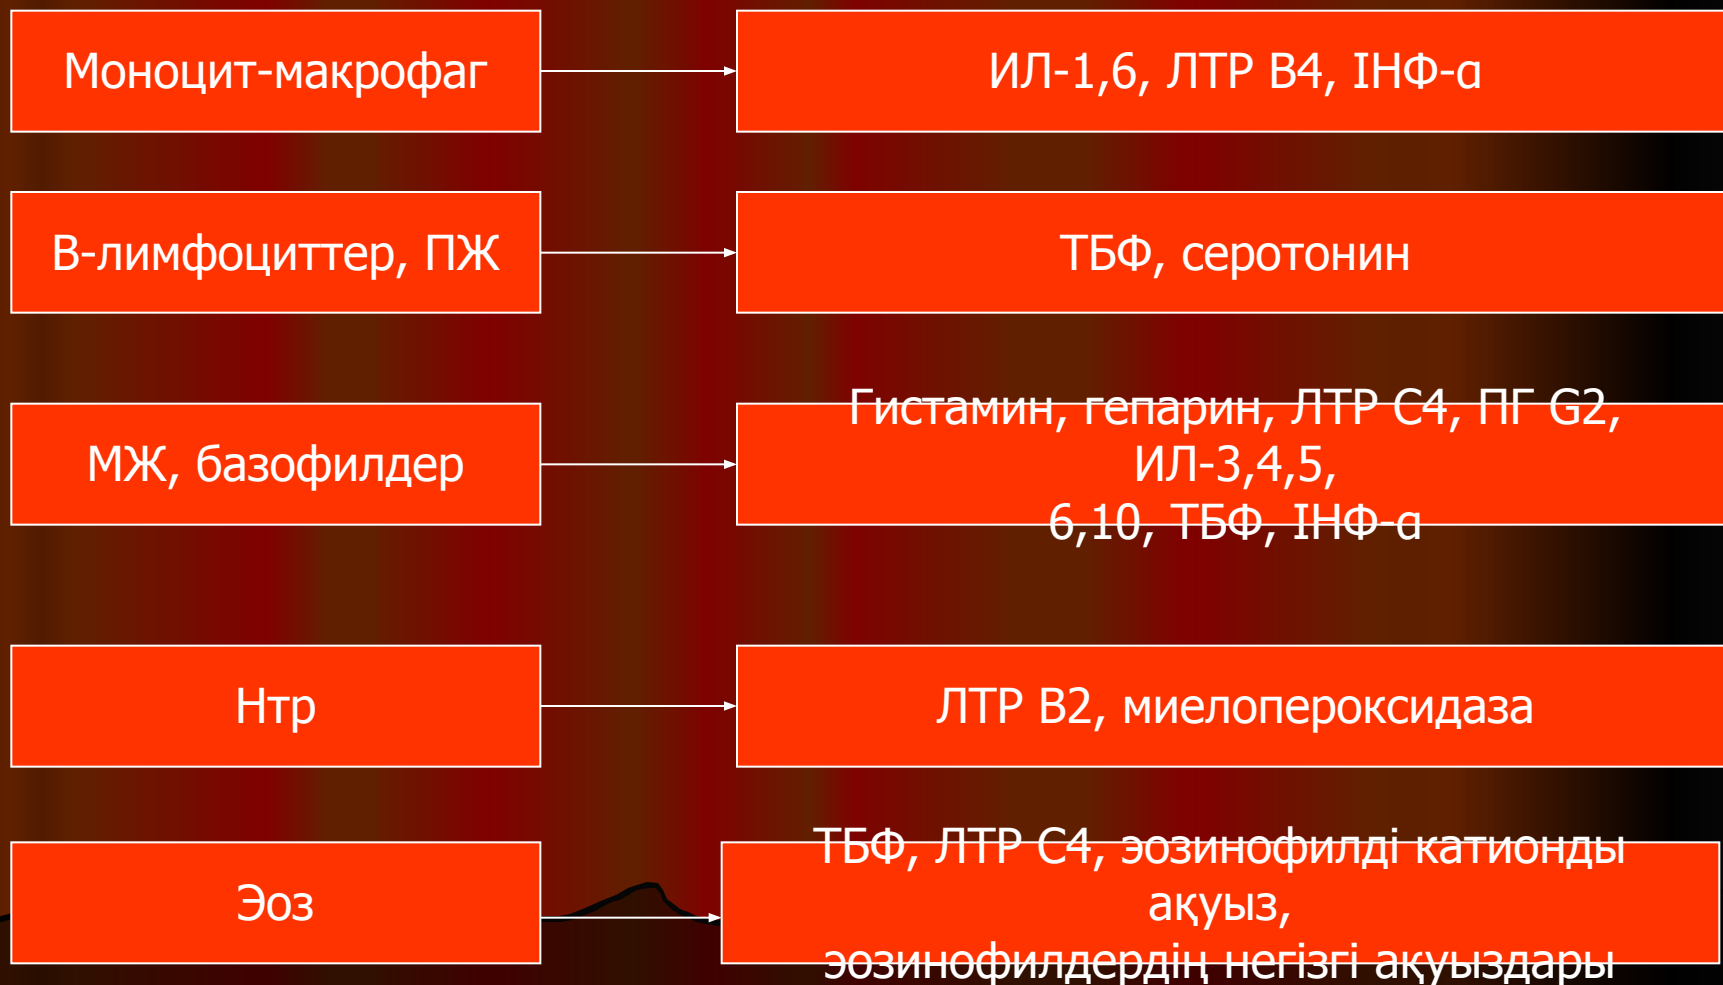 Моноцит-макрофаг
ИЛ-1,6, ЛТР В4, ІНФ-α
В-лимфоциттер, ПЖ
ТБФ, серотонин
МЖ, базофилдер
Гистамин, гепарин, ЛТР С4, ПГ G2,
ИЛ-3,4,5,
6,10, ТБФ, ІНФ-α
Нтр
ЛТР В2, миелопероксидаза
Эоз
ТБФ, ЛТР С4, эозинофилді катионды
ақуыз,
эозинофилдердің негізгі ақуыздары